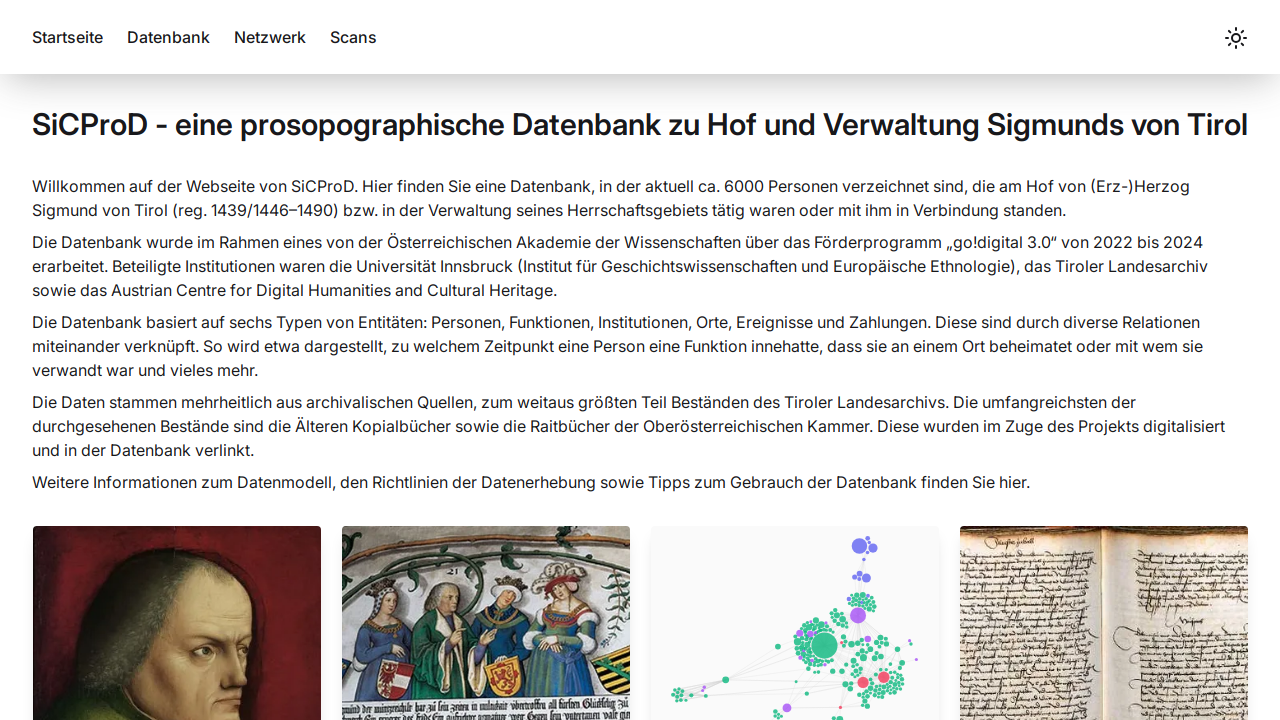 Startseite Datenbank Netzwerk Scans
SiCProD - eine prosopographische Datenbank zu Hof und Verwaltung Sigmunds von Tirol
Willkommen auf der Webseite von SiCProD. Hier finden Sie eine Datenbank, in der aktuell ca. 6000 Personen verzeichnet sind, die am Hof von (Erz-)Herzog
Sigmund von Tirol (reg. 1439/1446–1490) bzw. in der Verwaltung seines Herrschaftsgebiets tätig waren oder mit ihm in Verbindung standen.
Die Datenbank wurde im Rahmen eines von der Österreichischen Akademie der Wissenschaften über das Förderprogramm „go!digital 3.0“ von 2022 bis 2024
erarbeitet. Beteiligte Institutionen waren die Universität Innsbruck (Institut für Geschichtswissenschaften und Europäische Ethnologie), das Tiroler Landesarchiv
sowie das Austrian Centre for Digital Humanities and Cultural Heritage.
Die Datenbank basiert auf sechs Typen von Entitäten: Personen, Funktionen, Institutionen, Orte, Ereignisse und Zahlungen. Diese sind durch diverse Relationen
miteinander verknüpft. So wird etwa dargestellt, zu welchem Zeitpunkt eine Person eine Funktion innehatte, dass sie an einem Ort beheimatet oder mit wem sie
verwandt war und vieles mehr.
Die Daten stammen mehrheitlich aus archivalischen Quellen, zum weitaus größten Teil Beständen des Tiroler Landesarchivs. Die umfangreichsten der
durchgesehenen Bestände sind die Älteren Kopialbücher sowie die Raitbücher der Oberösterreichischen Kammer. Diese wurden im Zuge des Projekts digitalisiert
und in der Datenbank verlinkt.
Weitere Informationen zum Datenmodell, den Richtlinien der Datenerhebung sowie Tipps zum Gebrauch der Datenbank finden Sie hier.
21